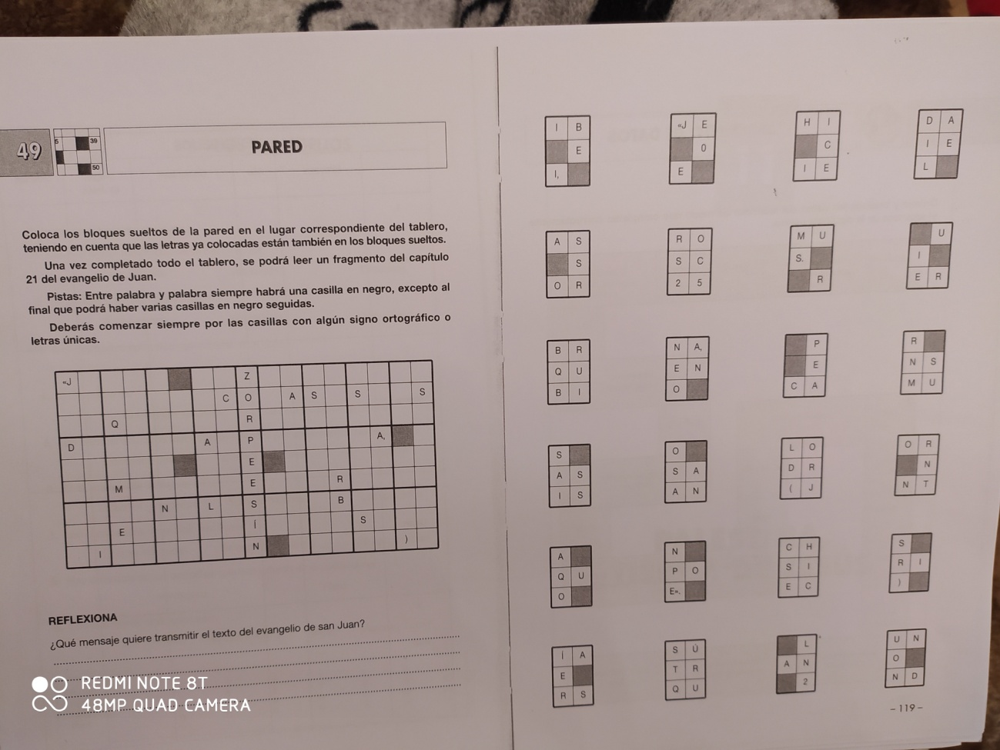 49
5
39
50
PARED
Coloca los bloques sueltos de la pared en el lugar correspondiente del tablero,
teniendo en cuenta que las letras ya colocadas están también en los bloques sueltos.
Una vez completado todo el tablero, se podrá leer un fragmento del capítulo
21 del evangelio de Juan.
Pistas: Entre palabra y palabra siempre habrá una casilla en negro, excepto al
final que podrá haber varias casillas en negro seguidas.
Deberás comenzar siempre por las casillas con algún signo ortográfico o
letras únicas.
«J Z
C O A S S S
Q R
D A P A,
E
M E R
N L S B
E Í S
I N )
REFLEXIONA
¿Qué mensaje quiere transmitir el texto del evangelio de san Juan?
REDMI NOTE 8T
48MP QUAD CAMERA
I B
E
I,
«J E
O
E
H I
C
I E
D A
I E
L
A S
S
O R
R O
S C
2 5
M U
S.
R
U
I
E R
B R
Q U
B I
N A,
E N
O
P
E
C A
R
N S
M U
S
A S
I S
O
S A
A N
L O
D R
( J
O R
N
N T
A
Q U
O
N
P O
E».
C H
S I
E C
S
R I
)
Í A
E
R S
S Ú
T R
Q U
L
A N
2
U N
O
N D
– 119 –